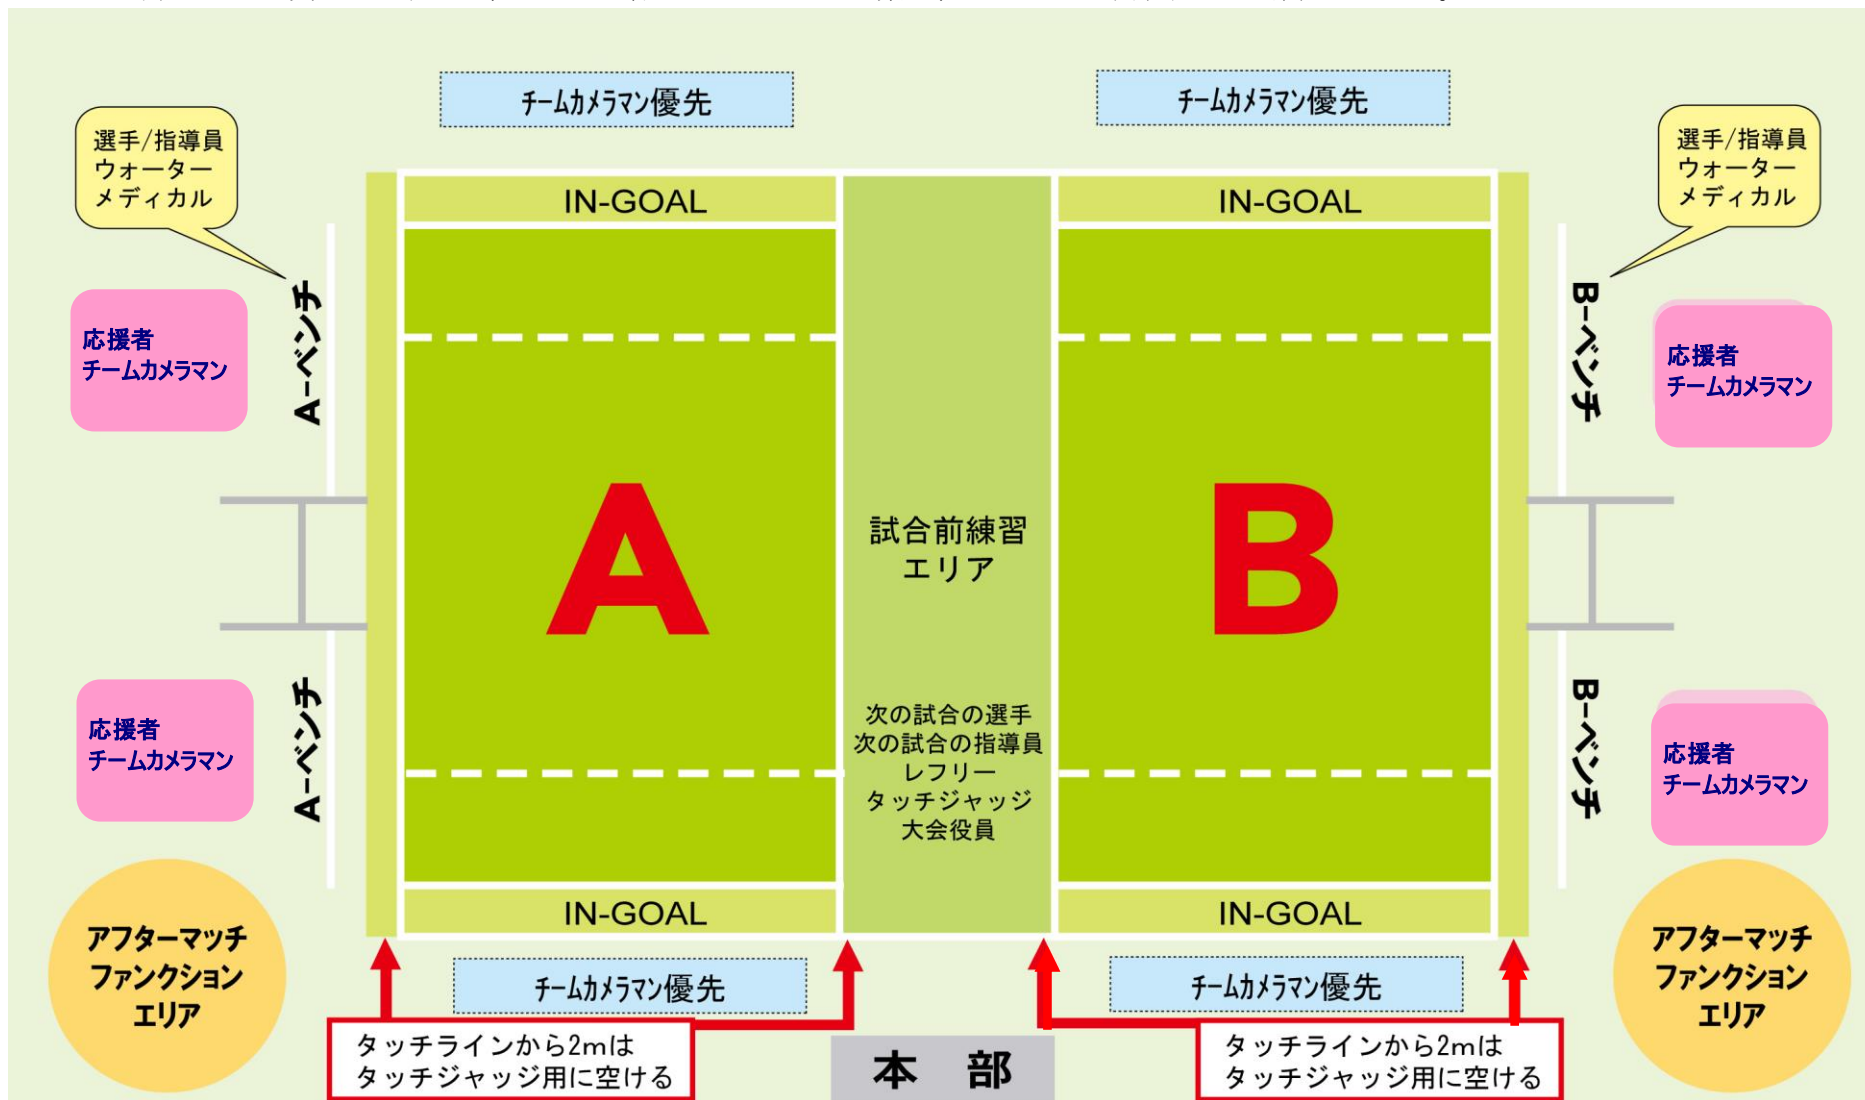 チームカメラマン優先
チームカメラマン優先
選手/指導員
ウォーター
メディカル
選手/指導員
ウォーター
メディカル
IN-GOAL
IN-GOAL
A-ベンチ
B-ベンチ
応援者
チームカメラマン
応援者
チームカメラマン
A
試合前練習
エリア
B
A-ベンチ
B-ベンチ
応援者
チームカメラマン
次の試合の選手
次の試合の指導員
レフリー
タッチジャッジ
大会役員
応援者
チームカメラマン
IN-GOAL
IN-GOAL
アフターマッチ
ファンクション
エリア
チームカメラマン優先
チームカメラマン優先
アフターマッチ
ファンクション
エリア
タッチラインから2mは
タッチジャッジ用に空ける
本 部
タッチラインから2mは
タッチジャッジ用に空ける